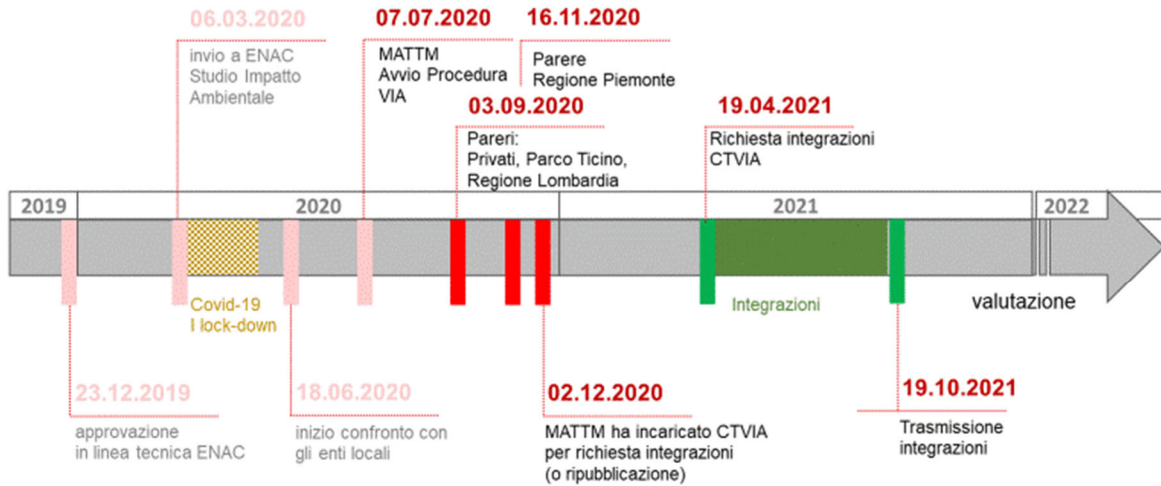 06.03.2020
invio a ENAC
Studio Impatto
Ambientale
07.07.2020
MATTM
Avvio Procedura
VIA
16.11.2020
Parere
Regione Piemonte
03.09.2020
Pareri:
Privati, Parco Ticino,
Regione Lombardia
19.04.2021
Richiesta integrazioni
CTVIA
2019
2020
2021
2022
Covid-19
I lock-down
Integrazioni
valutazione
23.12.2019
approvazione
in linea tecnica ENAC
18.06.2020
inizio confronto con
gli enti locali
02.12.2020
MATTM ha incaricato CTVIA
per richiesta integrazioni
(o ripubblicazione)
19.10.2021
Trasmissione
integrazioni